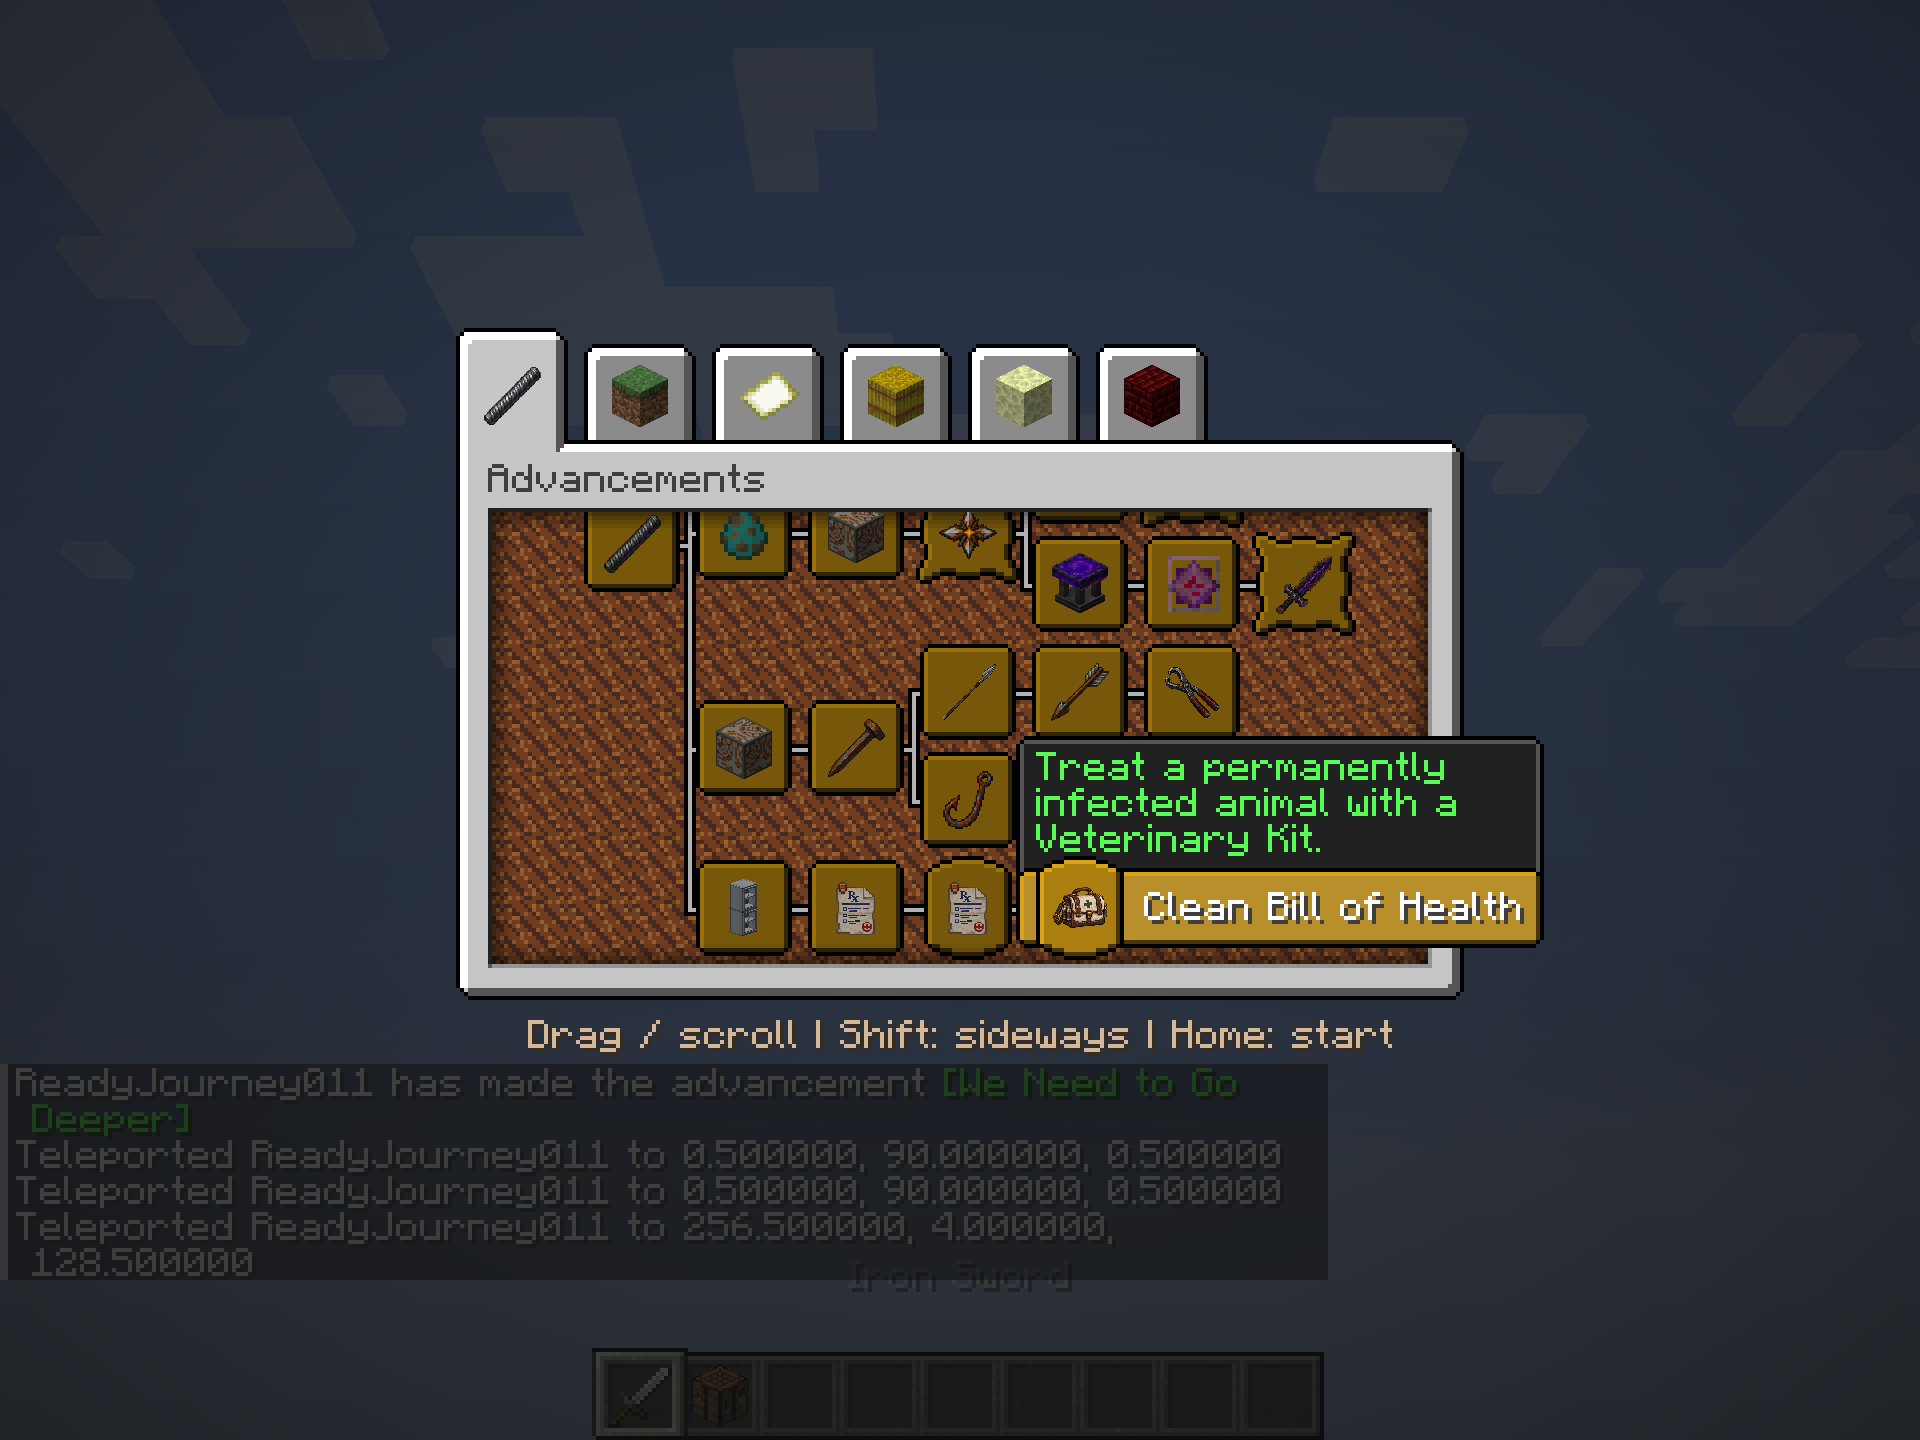 Advancements
Treat a permanently
infected animal with a
Veterinary Kit.
Clean Bill of Health
Drag / scroll | Shift: sideways | Home: start
ReadyJourney011 has made the advancement [We Need to Go
Deeper]
Teleported ReadyJourney011 to 0.500000, 90.000000, 0.500000
Teleported ReadyJourney011 to 0.500000, 90.000000, 0.500000
Teleported ReadyJourney011 to 256.500000, 4.000000,
128.500000
Iron Sword